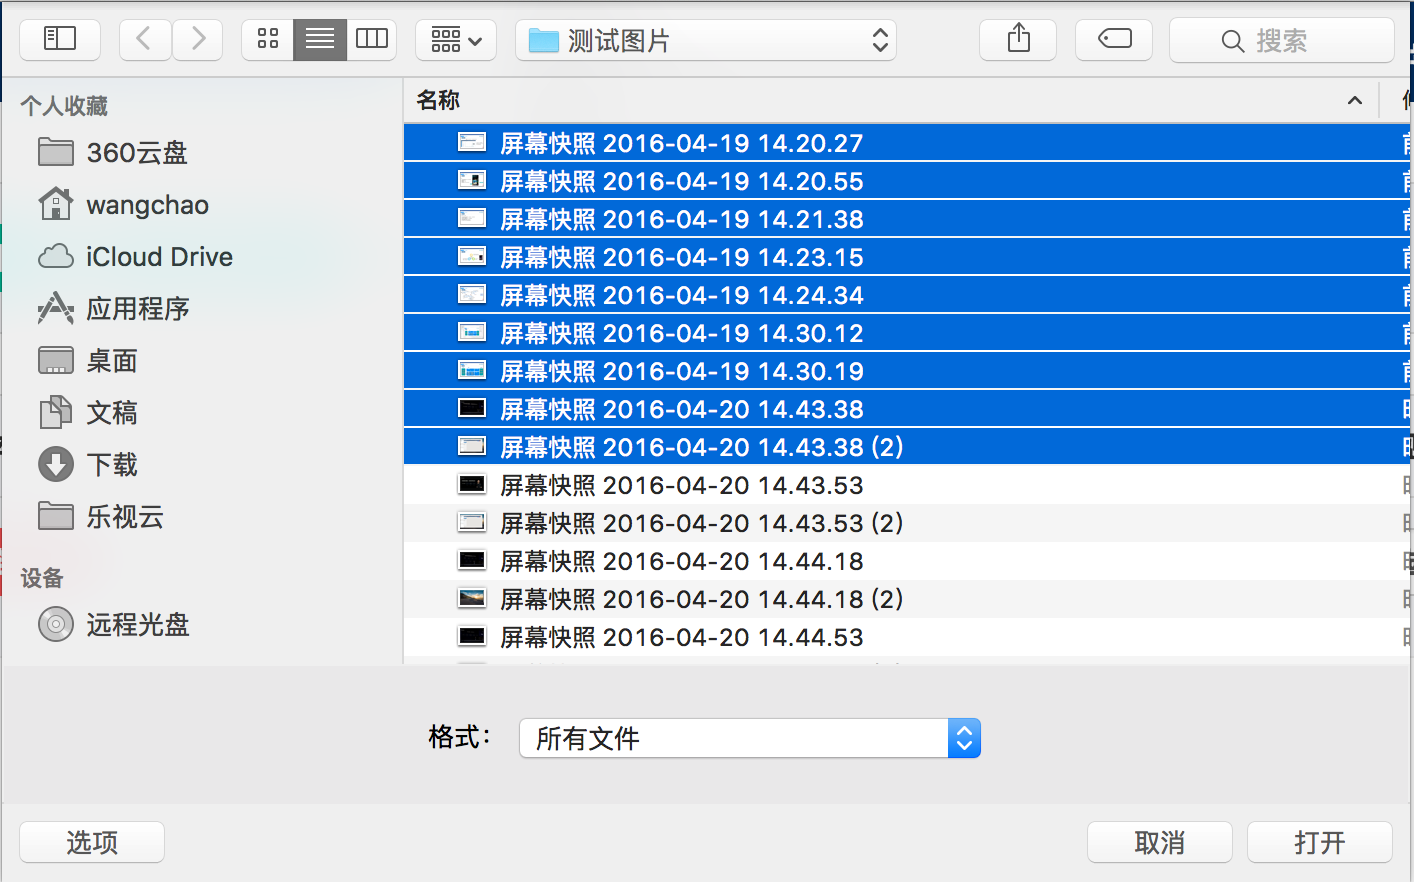 测试图片
搜索
个人收藏
360云盘
wangchao
iCloud Drive
应用程序
桌面
文稿
下载
乐视云
设备
远程光盘
名称
屏幕快照 2016-04-19 14.20.27
屏幕快照 2016-04-19 14.20.55
屏幕快照 2016-04-19 14.21.38
屏幕快照 2016-04-19 14.23.15
屏幕快照 2016-04-19 14.24.34
屏幕快照 2016-04-19 14.30.12
屏幕快照 2016-04-19 14.30.19
屏幕快照 2016-04-20 14.43.38
屏幕快照 2016-04-20 14.43.38 (2)
屏幕快照 2016-04-20 14.43.53
屏幕快照 2016-04-20 14.43.53 (2)
屏幕快照 2016-04-20 14.44.18
屏幕快照 2016-04-20 14.44.18 (2)
屏幕快照 2016-04-20 14.44.53
格式：
所有文件
选项
取消
打开